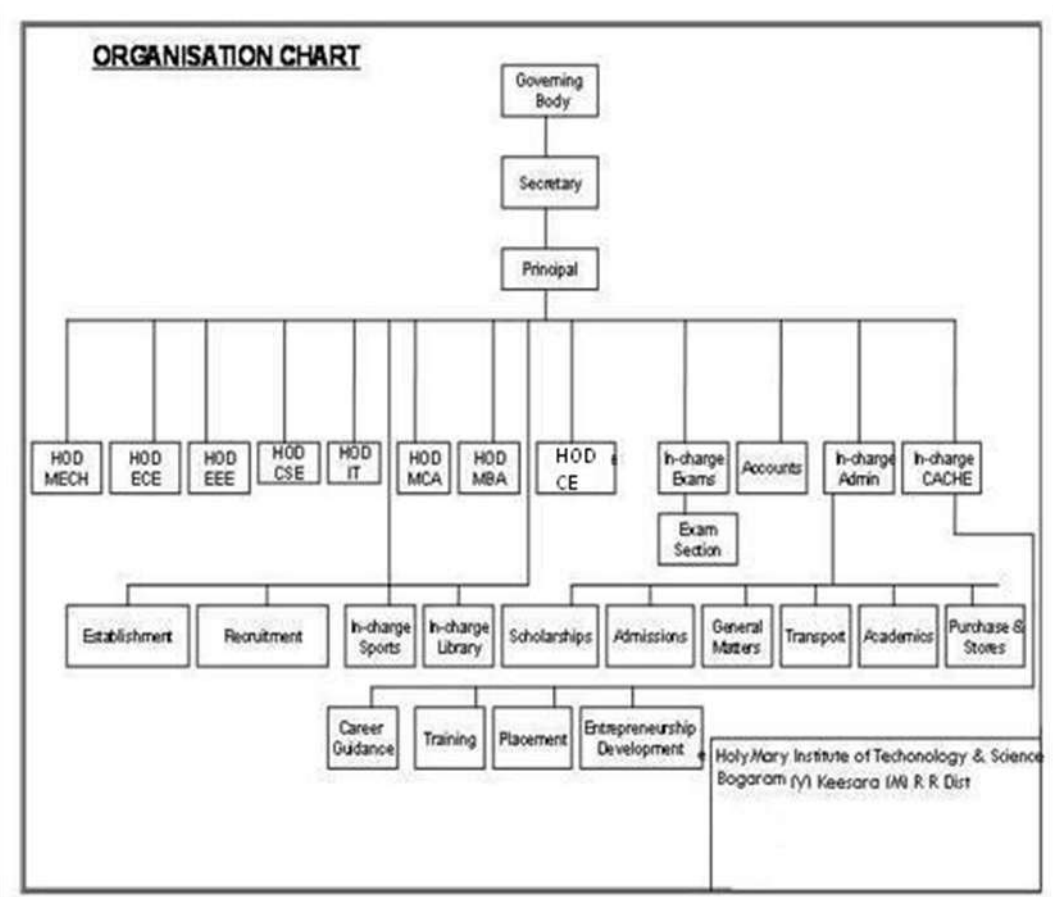 ORGANISATION CHART
Governing
Body
Secretary
Principal
HOD
MECH
HOD
ECE
HOD
EEE
HOD
CSE
HOD
IT
HOD
MCA
HOD
MBA
HOD
CE
In-charge
Exams
Accounts
In-charge
Admin
In-charge
CACHE
Exam
Section
Establishment
Recruitment
In-charge
Sports
In-charge
Library
Scholarships
Admissions
General
Matters
Transport
Academics
Purchase &
Stores
Career
Guidance
Training
Placement
Entrepreneurship
Development
Holy Mary Institute of Techonology & Science
Bogaram (V) Keesara (M) R R Dist